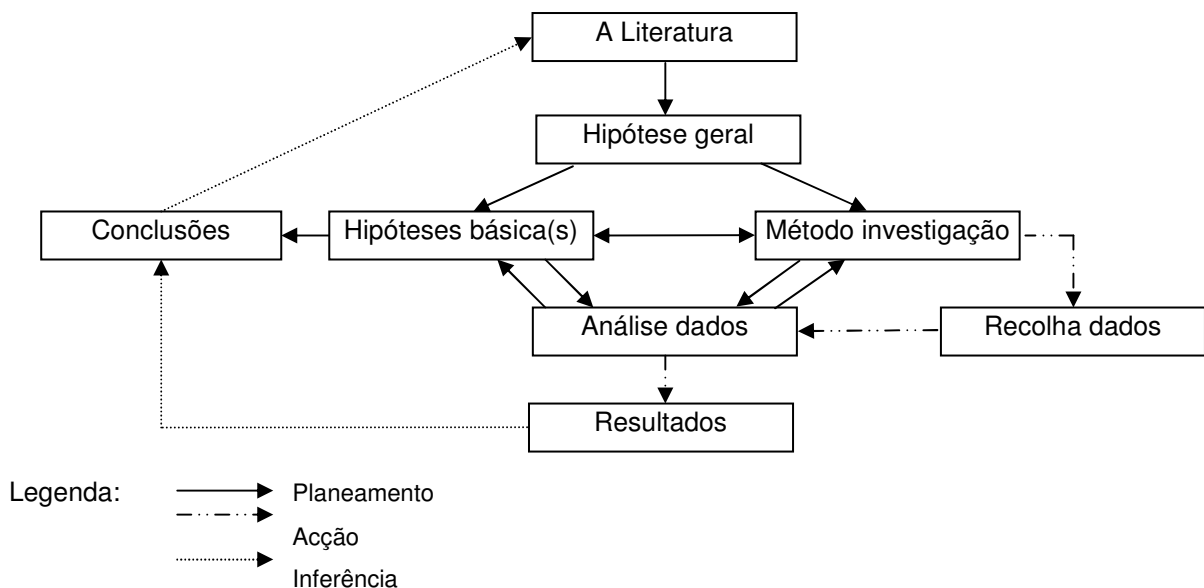 A Literatura
Hipótese geral
Conclusões
Hipóteses básica(s)
Método investigação
Análise dados
Recolha dados
Resultados
Legenda:
Planeamento
Acção
Inferência